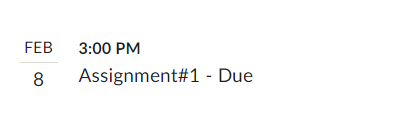 FEB
8
3:00 PM
Assignment#1 - Due